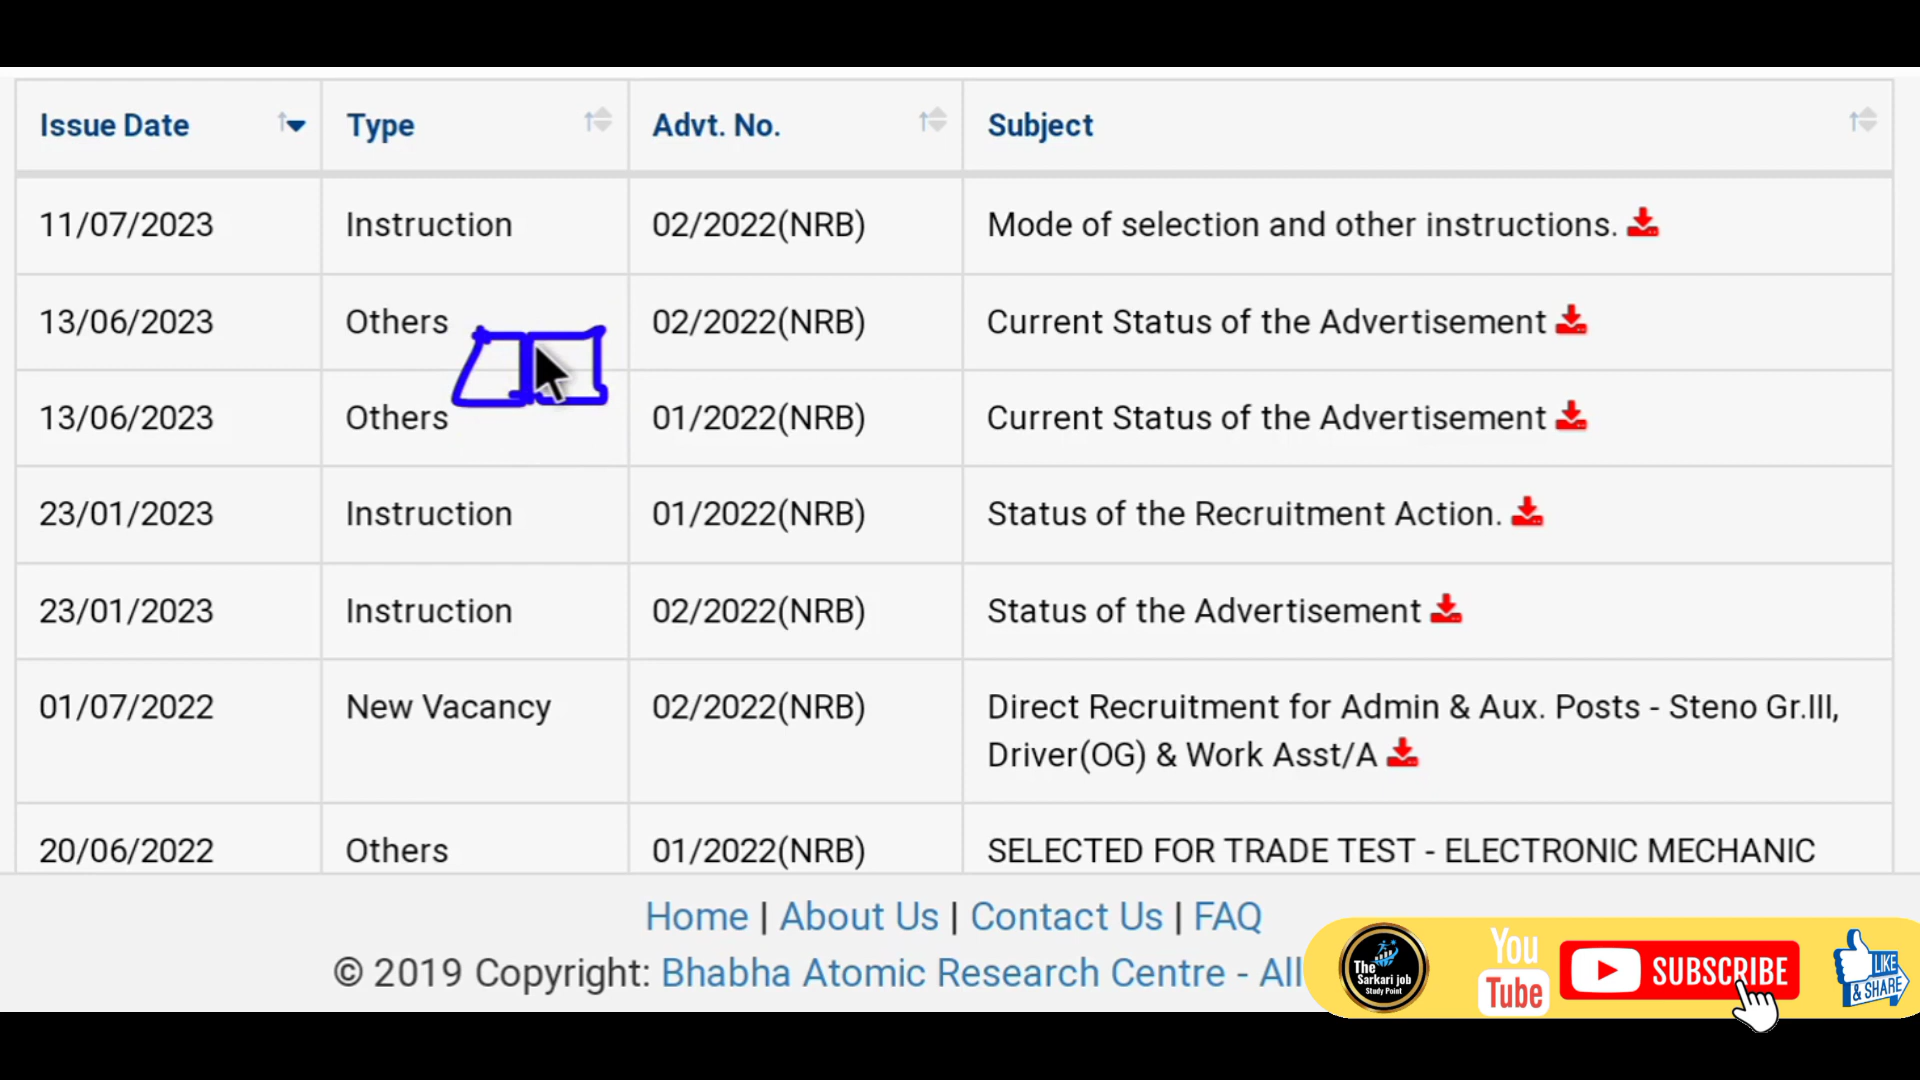 Issue Date Type Advt. No. Subject
11/07/2023 Instruction 02/2022(NRB) Mode of selection and other instructions.
13/06/2023 Others 02/2022(NRB) Current Status of the Advertisement
13/06/2023 Others 01/2022(NRB) Current Status of the Advertisement
23/01/2023 Instruction 01/2022(NRB) Status of the Recruitment Action.
23/01/2023 Instruction 02/2022(NRB) Status of the Advertisement
01/07/2022 New Vacancy 02/2022(NRB) Direct Recruitment for Admin & Aux. Posts - Steno Gr.III,
Driver(OG) & Work Asst/A
20/06/2022 Others 01/2022(NRB) SELECTED FOR TRADE TEST - ELECTRONIC MECHANIC
Home | About Us | Contact Us | FAQ
© 2019 Copyright: Bhabha Atomic Research Centre - All
The
Sarkari job
Study Point
You
Tube
SUBSCRIBE
LIKE
& SHARE